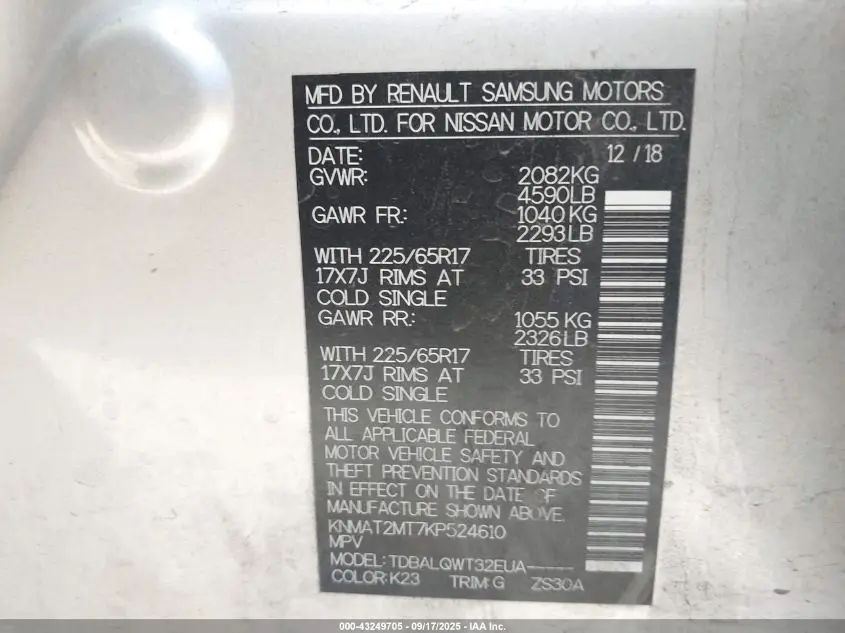 MFD BY RENAULT SAMSUNG MOTORS
CO., LTD. FOR NISSAN MOTOR CO., LTD.
DATE: 12 / 18
GVWR: 2082KG
4590LB
GAWR FR.: 1040 KG
2293LB
WITH 225/65R17 TIRES
17X7J RIMS AT 33 PSI
COLD SINGLE
GAWR RR.: 1055 KG
2326LB
WITH 225/65R17 TIRES
17X7J RIMS AT 33 PSI
COLD SINGLE
THIS VEHICLE CONFORMS TO
ALL APPLICABLE FEDERAL
MOTOR VEHICLE SAFETY AND
THEFT PREVENTION STANDARDS
IN EFFECT ON THE DATE OF
MANUFACTURE SHOWN ABOVE.
KNMAT2MT7KP524610
MPV
MODEL: TDBALQWT32EUA-----
COLOR: K23 TRIM: G ZS30A
000-43249705 - 09/17/2025 - IAA Inc.